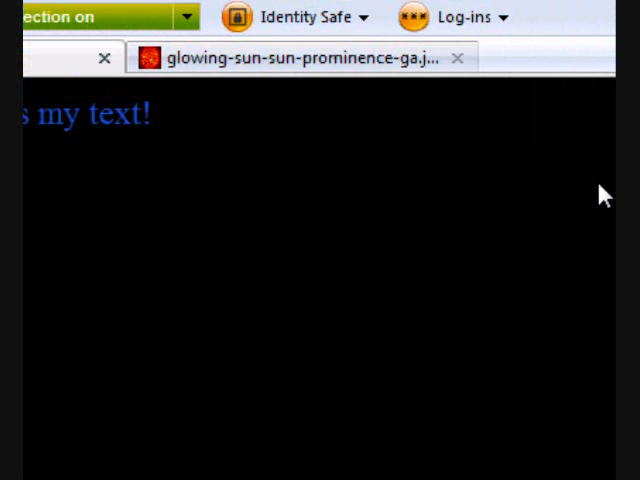 ection on Identity Safe Log-ins
glowing-sun-sun-prominence-ga.j...
s my text!